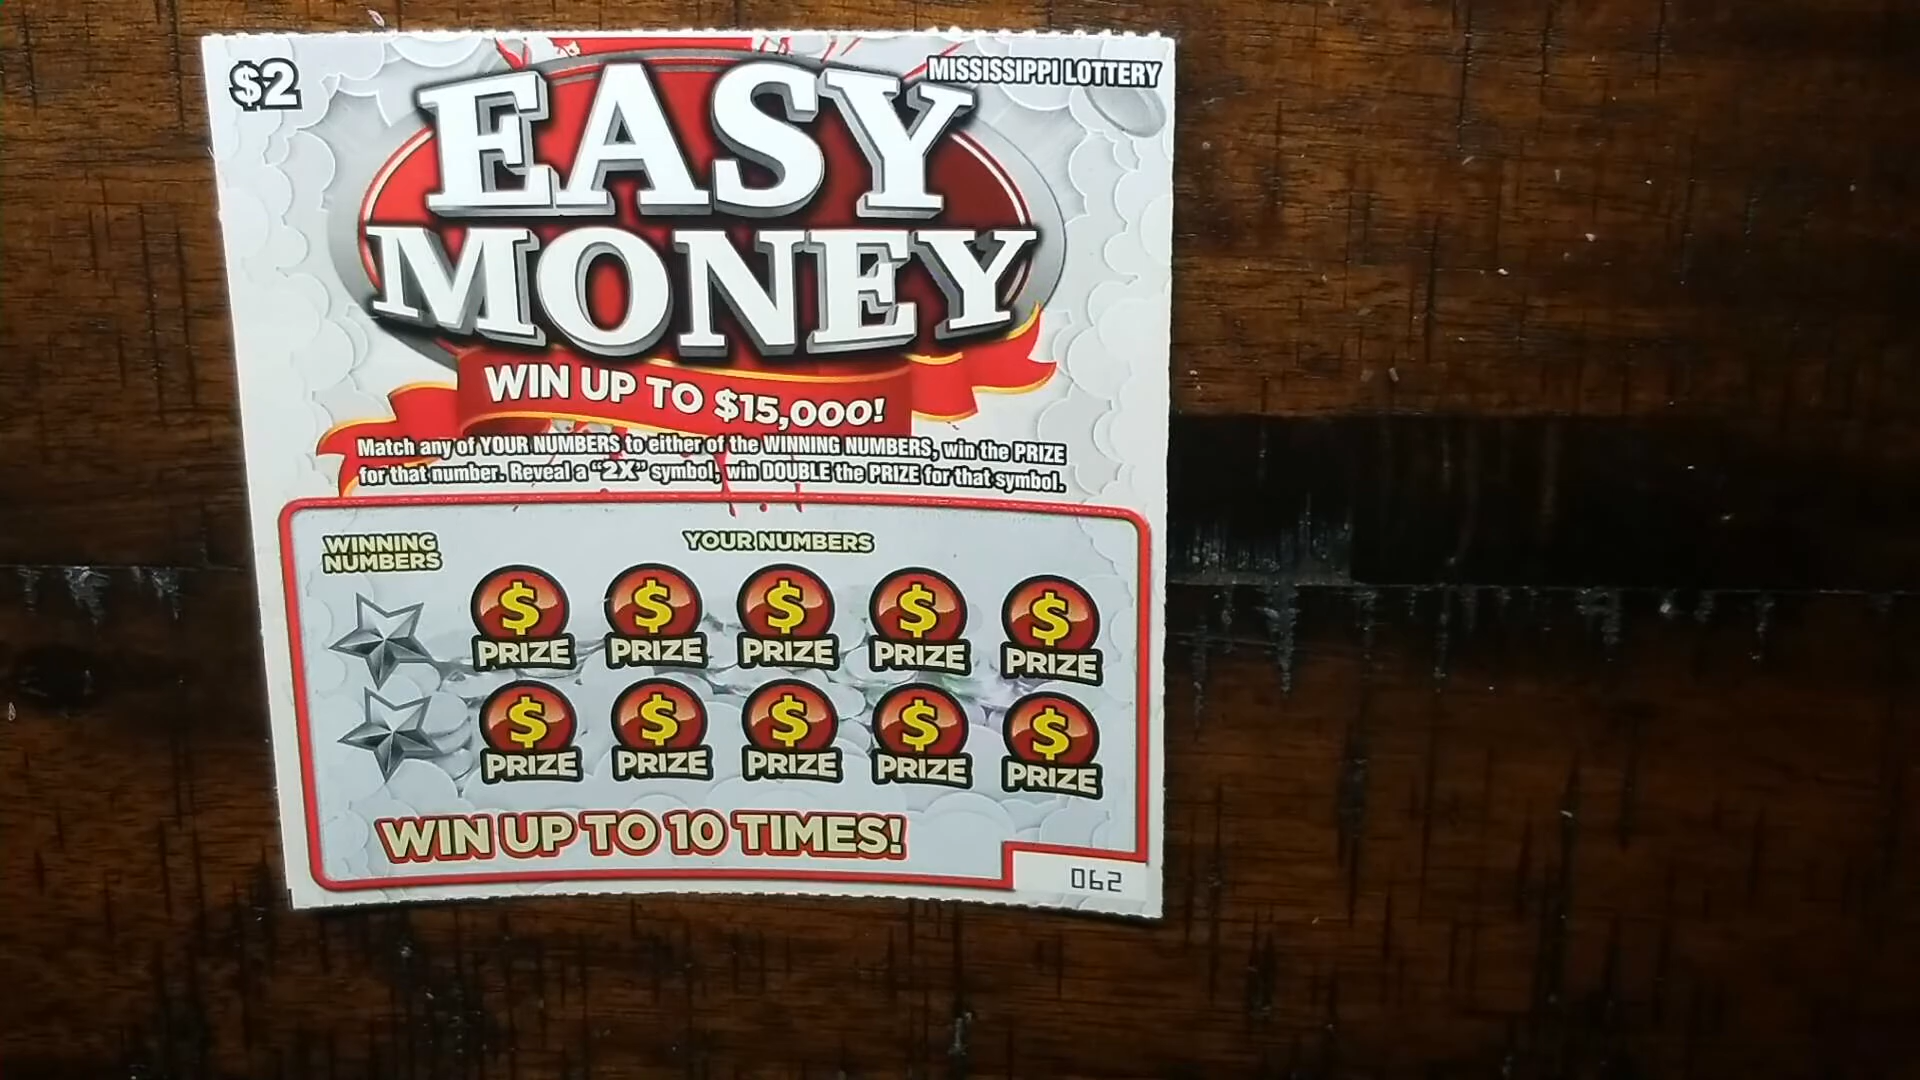 $2
MISSISSIPPI LOTTERY
EASY
MONEY
WIN UP TO $15,000!
Match any of YOUR NUMBERS to either of the WINNING NUMBERS, win the PRIZE
for that number. Reveal a “2X” symbol, win DOUBLE the PRIZE for that symbol.
WINNING
NUMBERS
YOUR NUMBERS
$ $ $ $ $
PRIZE PRIZE PRIZE PRIZE PRIZE
$ $ $ $ $
PRIZE PRIZE PRIZE PRIZE PRIZE
WIN UP TO 10 TIMES!
062